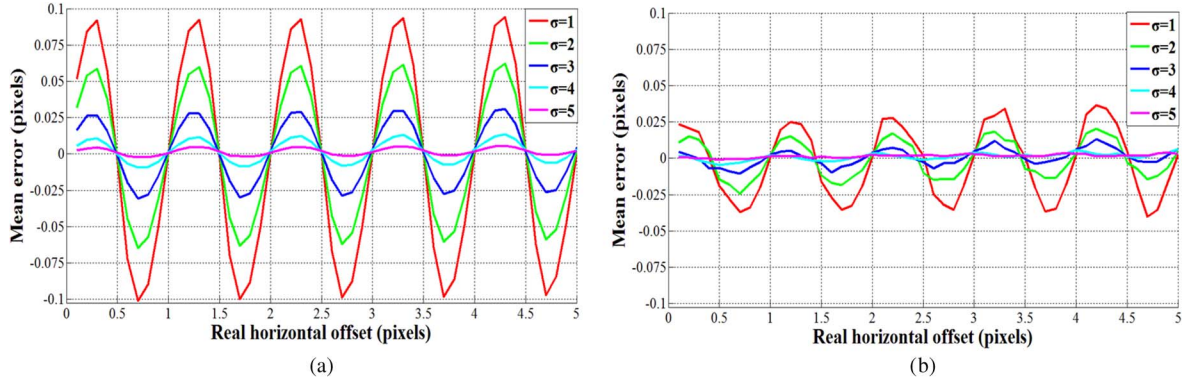 0.1
0.075
0.05
0.025
0
-0.025
-0.05
-0.075
-0.1
Mean error (pixels)
0 0.5 1 1.5 2 2.5 3 3.5 4 4.5 5
Real horizontal offset (pixels)
σ=1
σ=2
σ=3
σ=4
σ=5
(a)
0.1
0.075
0.05
0.025
0
-0.025
-0.05
-0.075
-0.1
Mean error (pixels)
0 0.5 1 1.5 2 2.5 3 3.5 4 4.5 5
Real horizontal offset (pixels)
σ=1
σ=2
σ=3
σ=4
σ=5
(b)